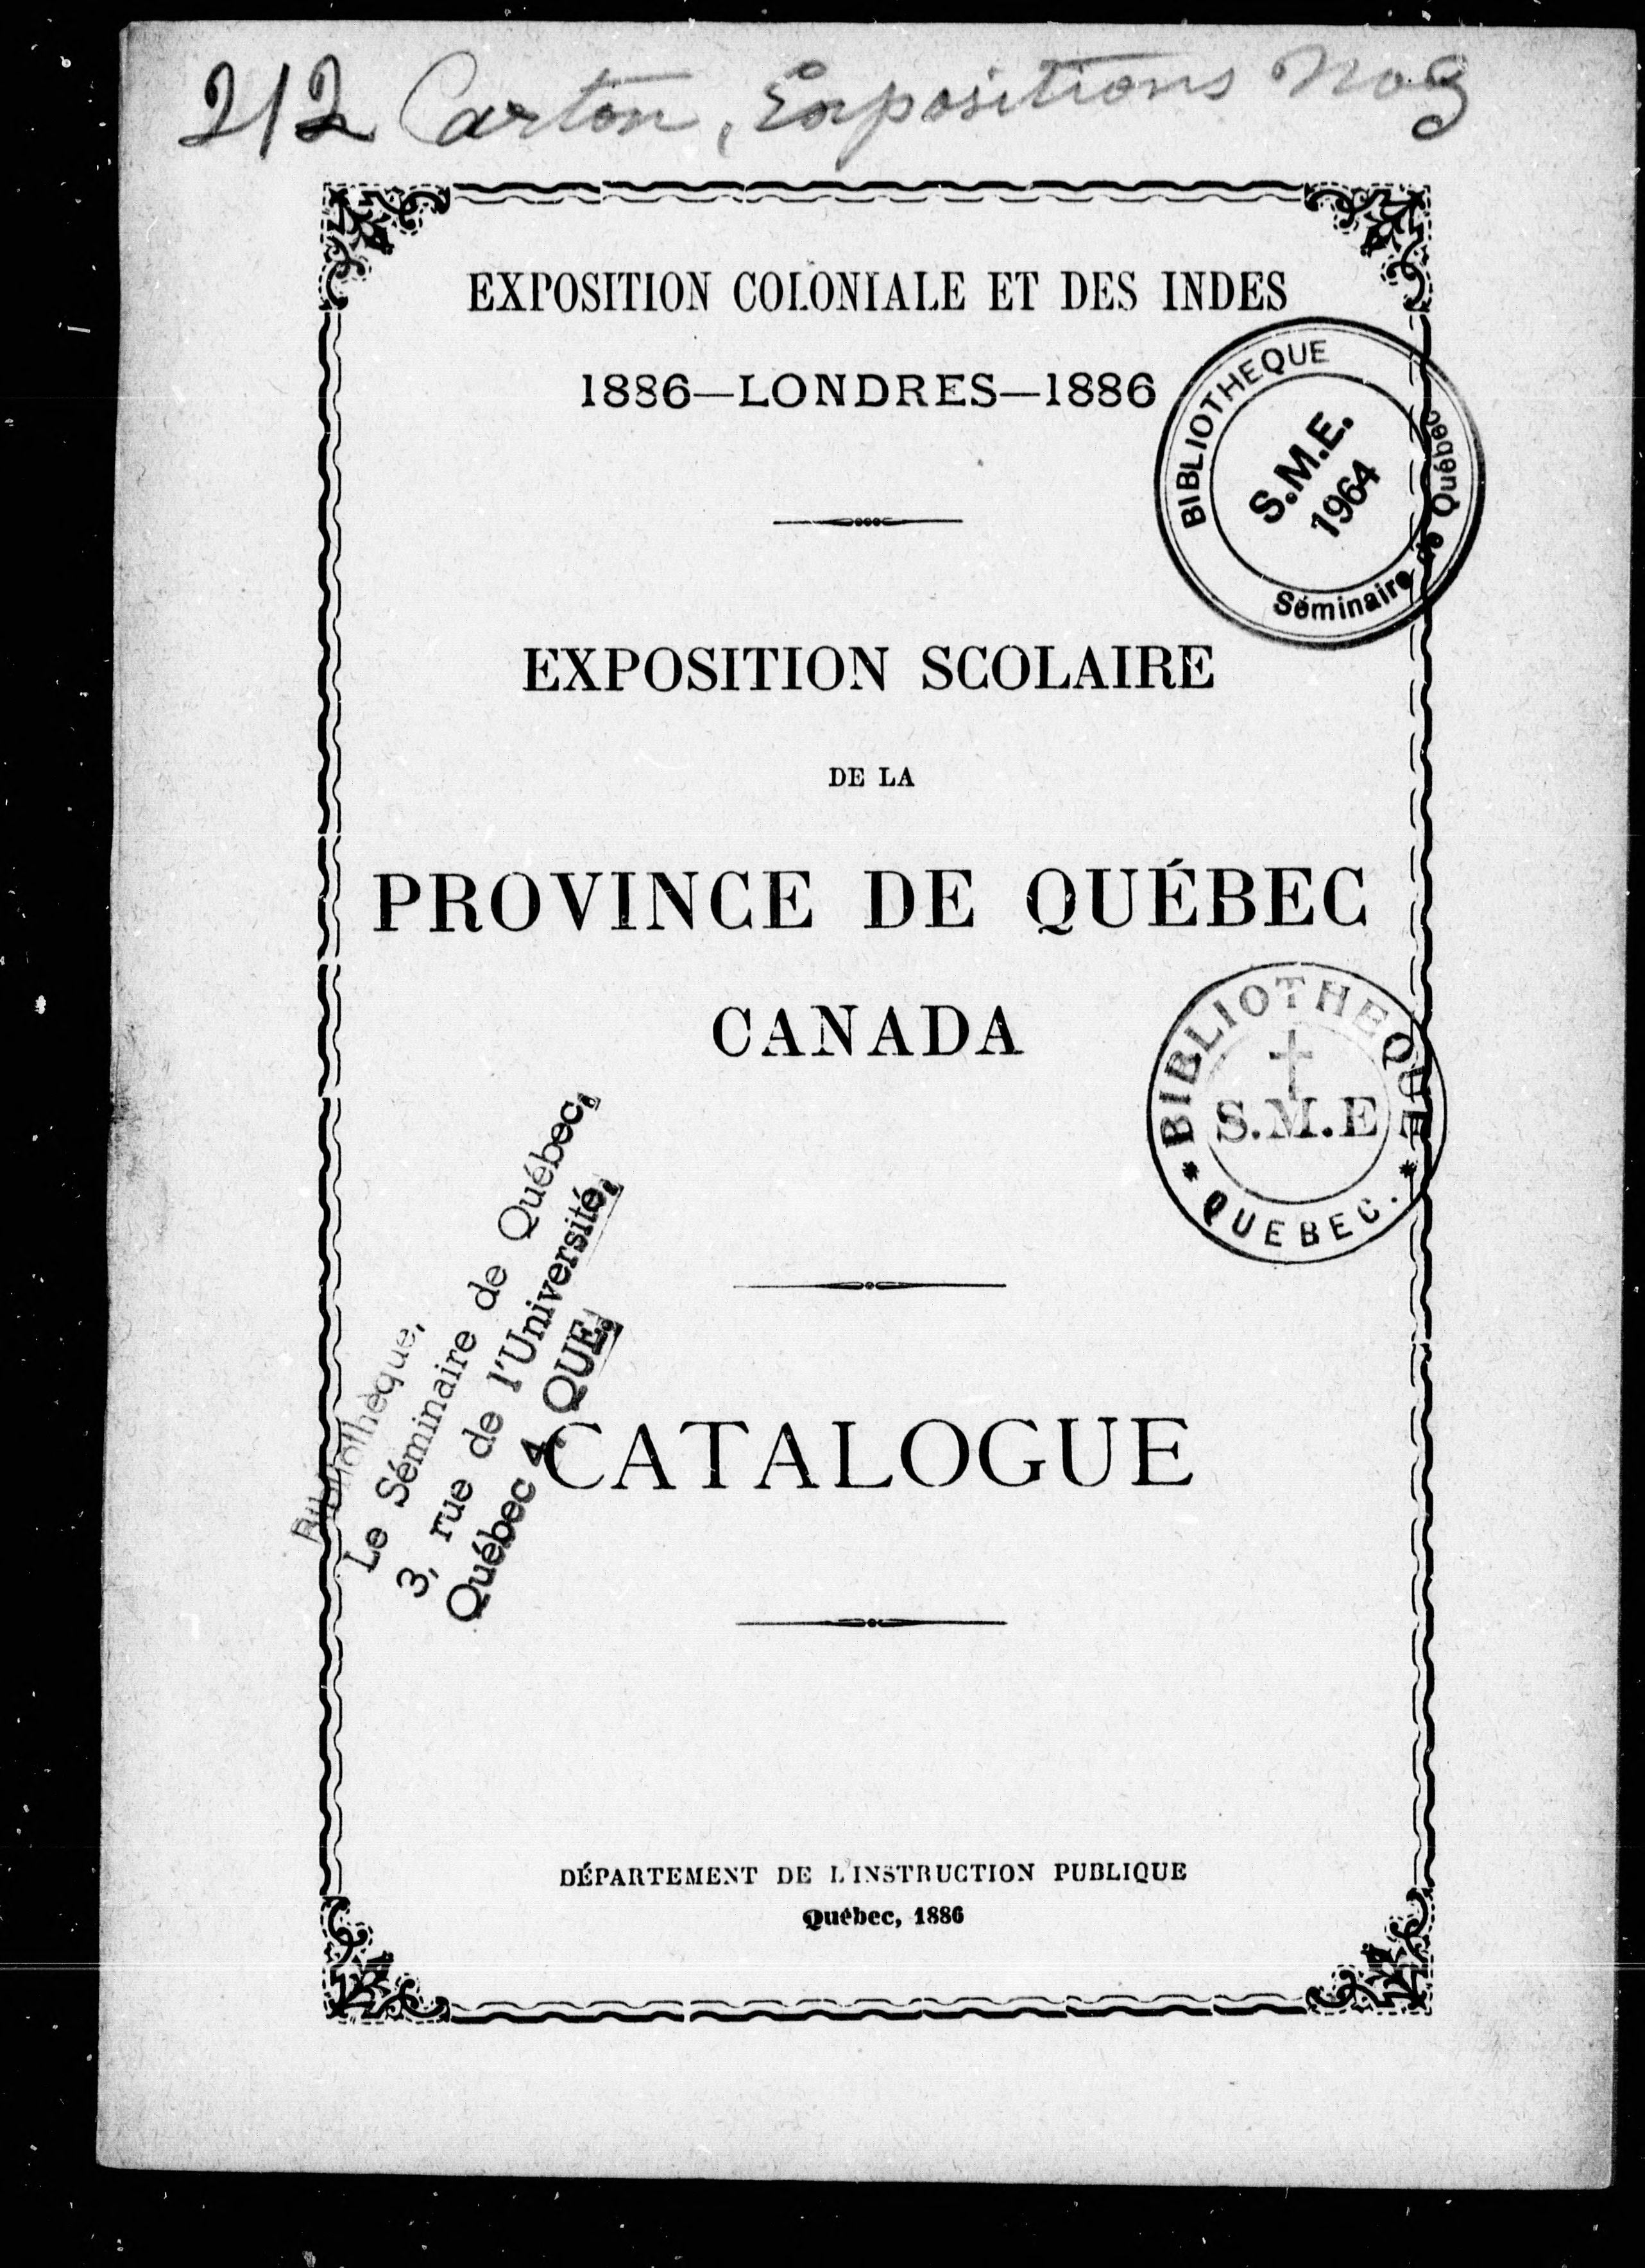 212 Carton, Expositions No 3
EXPOSITION COLONIALE ET DES INDES
1886—LONDRES—1886
BIBLIOTHEQUE
S.M.E.
1964
Séminaire de Québec
EXPOSITION SCOLAIRE
DE LA
PROVINCE DE QUÉBEC
CANADA
BIBLIOTHEQUE
S.M.E
* QUEBEC. *
Bibliothèque,
Le Séminaire de Québec,
3, rue de l'Université,
Québec 4, QUE.
CATALOGUE
DÉPARTEMENT DE L'INSTRUCTION PUBLIQUE
Québec, 1886